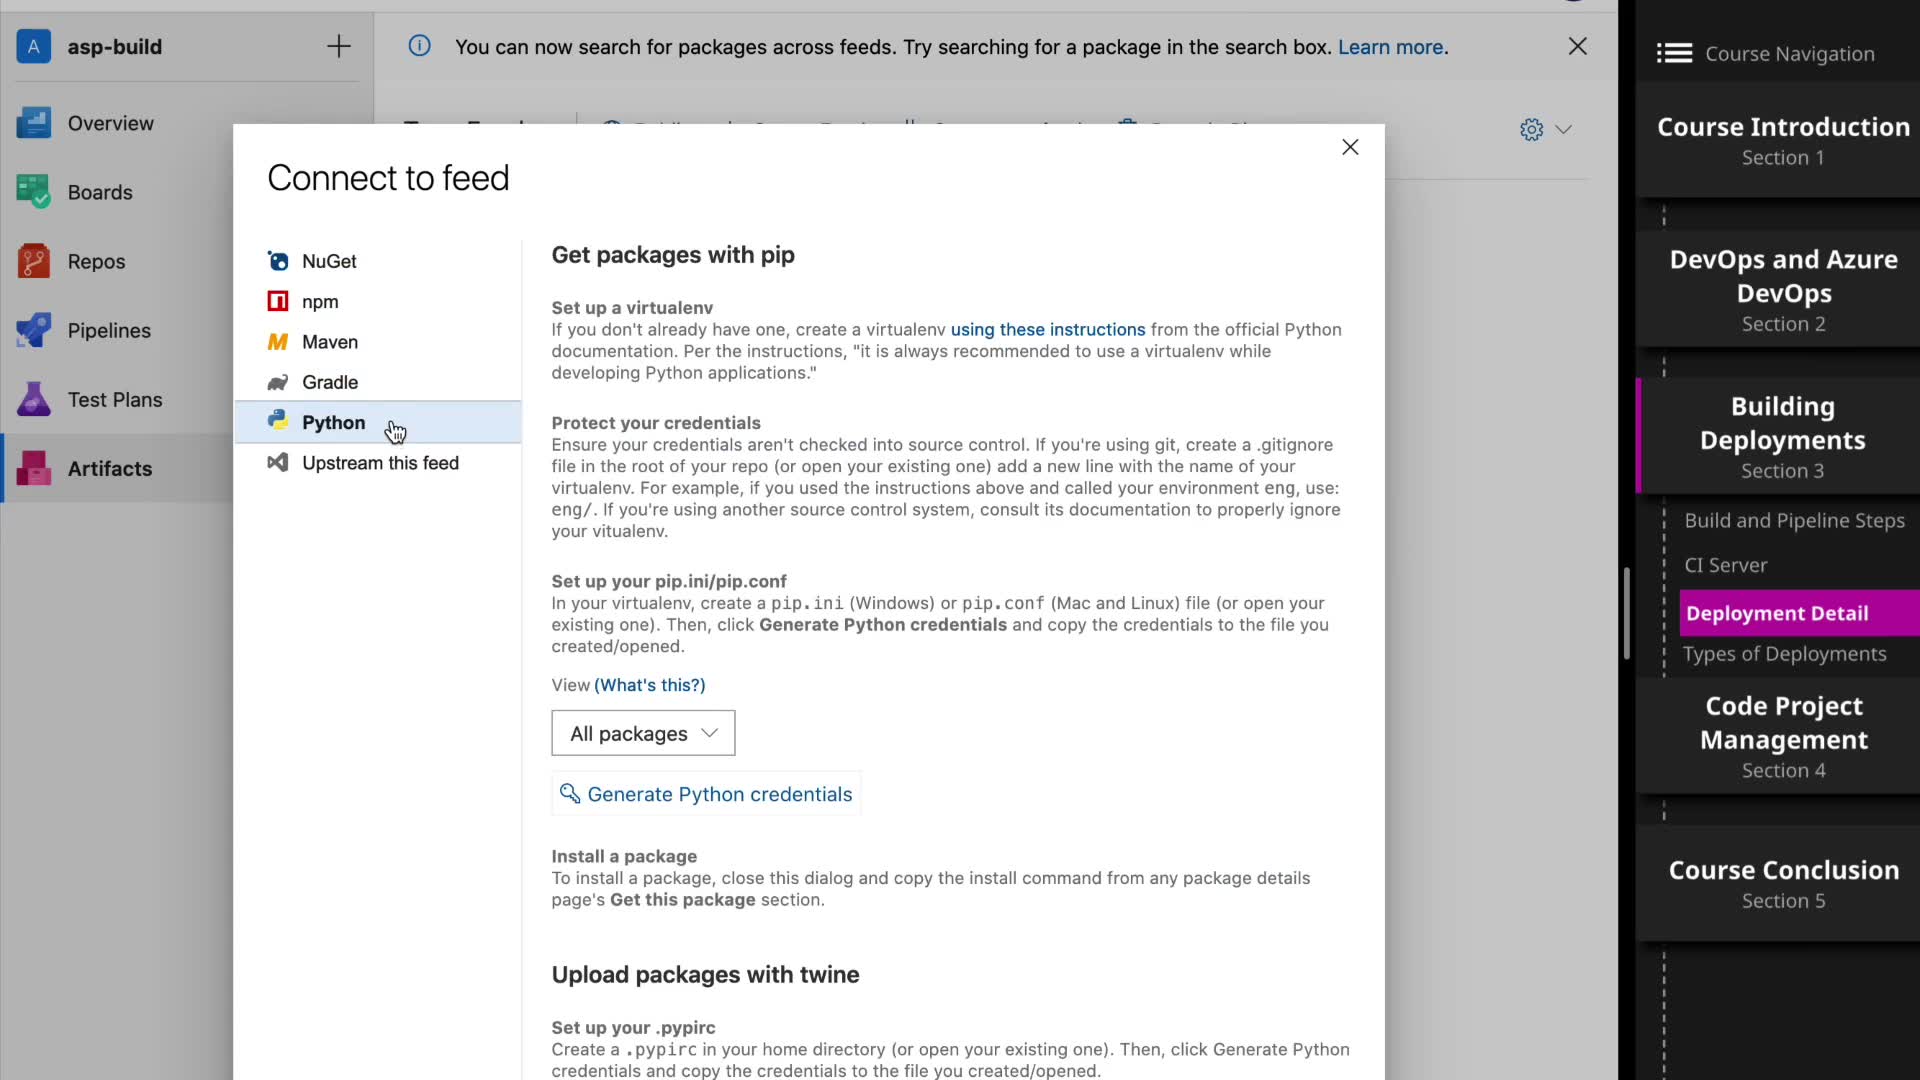 A asp-build
You can now search for packages across feeds. Try searching for a package in the search box. Learn more.
Overview
Boards
Repos
Pipelines
Test Plans
Artifacts
Connect to feed
NuGet
npm
Maven
Gradle
Python
Upstream this feed
Get packages with pip
Set up a virtualenv
If you don't already have one, create a virtualenv using these instructions from the official Python
documentation. Per the instructions, "it is always recommended to use a virtualenv while
developing Python applications."
Protect your credentials
Ensure your credentials aren't checked into source control. If you're using git, create a .gitignore
file in the root of your repo (or open your existing one) add a new line with the name of your
virtualenv. For example, if you used the instructions above and called your environment eng, use:
eng/. If you're using another source control system, consult its documentation to properly ignore
your vitualenv.
Set up your pip.ini/pip.conf
In your virtualenv, create a pip.ini (Windows) or pip.conf (Mac and Linux) file (or open your
existing one). Then, click Generate Python credentials and copy the credentials to the file you
created/opened.
View (What's this?)
All packages
Generate Python credentials
Install a package
To install a package, close this dialog and copy the install command from any package details
page's Get this package section.
Upload packages with twine
Set up your .pypirc
Create a .pypirc in your home directory (or open your existing one). Then, click Generate Python
credentials and copy the credentials to the file you created/opened.
Course Navigation
Course Introduction
Section 1
DevOps and Azure
DevOps
Section 2
Building
Deployments
Section 3
Build and Pipeline Steps
CI Server
Deployment Detail
Types of Deployments
Code Project
Management
Section 4
Course Conclusion
Section 5